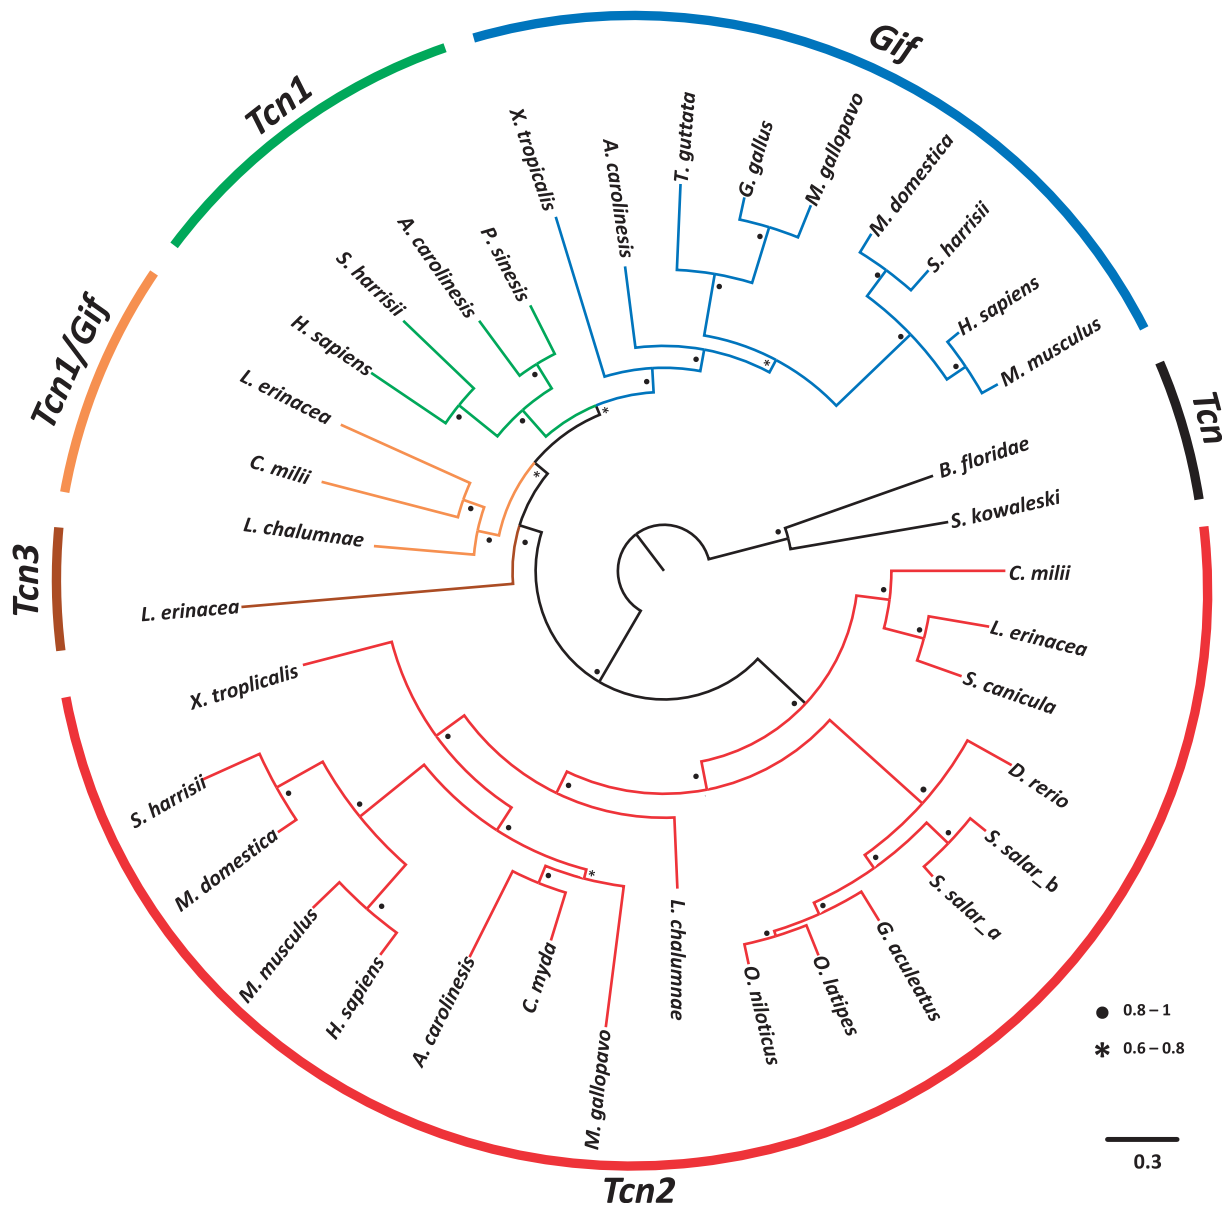 Gif
Tcn1
Tcn1/Gif
Tcn3
Tcn
Tcn2
X. tropicalis
A. carolinesis
T. guttata
G. gallus
M. gallopavo
M. domestica
S. harrisii
H. sapiens
M. musculus
B. floridae
S. kowaleski
C. milii
L. erinacea
S. canicula
D. rerio
S. salar_b
S. salar_a
G. aculeatus
O. latipes
O. niloticus
L. chalumnae
M. gallopavo
C. myda
A. carolinesis
H. sapiens
M. musculus
M. domestica
S. harrisii
X. troplicalis
L. erinacea
L. chalumnae
C. milii
L. erinacea
H. sapiens
S. harrisii
A. carolinesis
P. sinesis
* * * *
● 0.8 – 1
* 0.6 – 0.8
0.3